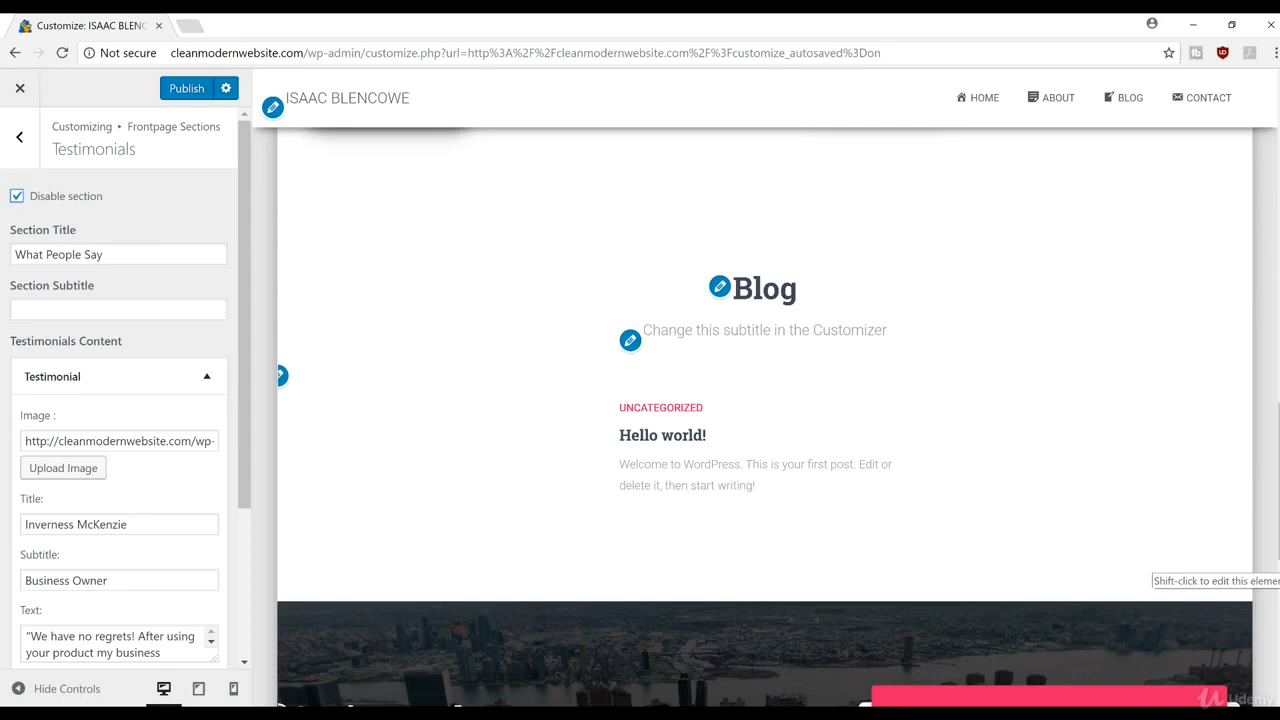 Customize: ISAAC BLENC
Not secure
cleanmodernwebsite.com/wp-admin/customize.php?url=http%3A%2F%2Fcleanmodernwebsite.com%2F%3Fcustomize_autosaved%3Don
Publish
Customizing ▸ Frontpage Sections
Testimonials
Disable section
Section Title
What People Say
Section Subtitle
Testimonials Content
Testimonial
Image :
http://cleanmodernwebsite.com/wp-
Upload Image
Title:
Inverness McKenzie
Subtitle:
Business Owner
Text:
"We have no regrets! After using
your product my business
Hide Controls
ISAAC BLENCOWE
HOME
ABOUT
BLOG
CONTACT
Blog
Change this subtitle in the Customizer
UNCATEGORIZED
Hello world!
Welcome to WordPress. This is your first post. Edit or
delete it, then start writing!
Shift-click to edit this elemen
Udemy